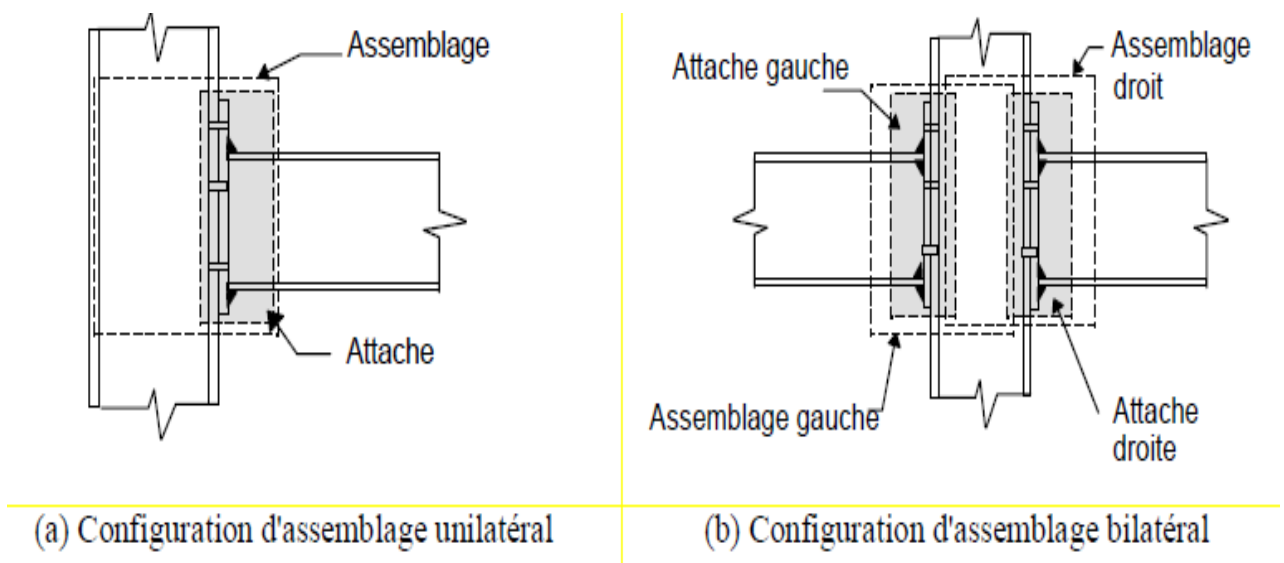 Assemblage
Attache
(a) Configuration d'assemblage unilatéral
Attache gauche
Assemblage
droit
Assemblage gauche
Attache
droite
(b) Configuration d'assemblage bilatéral